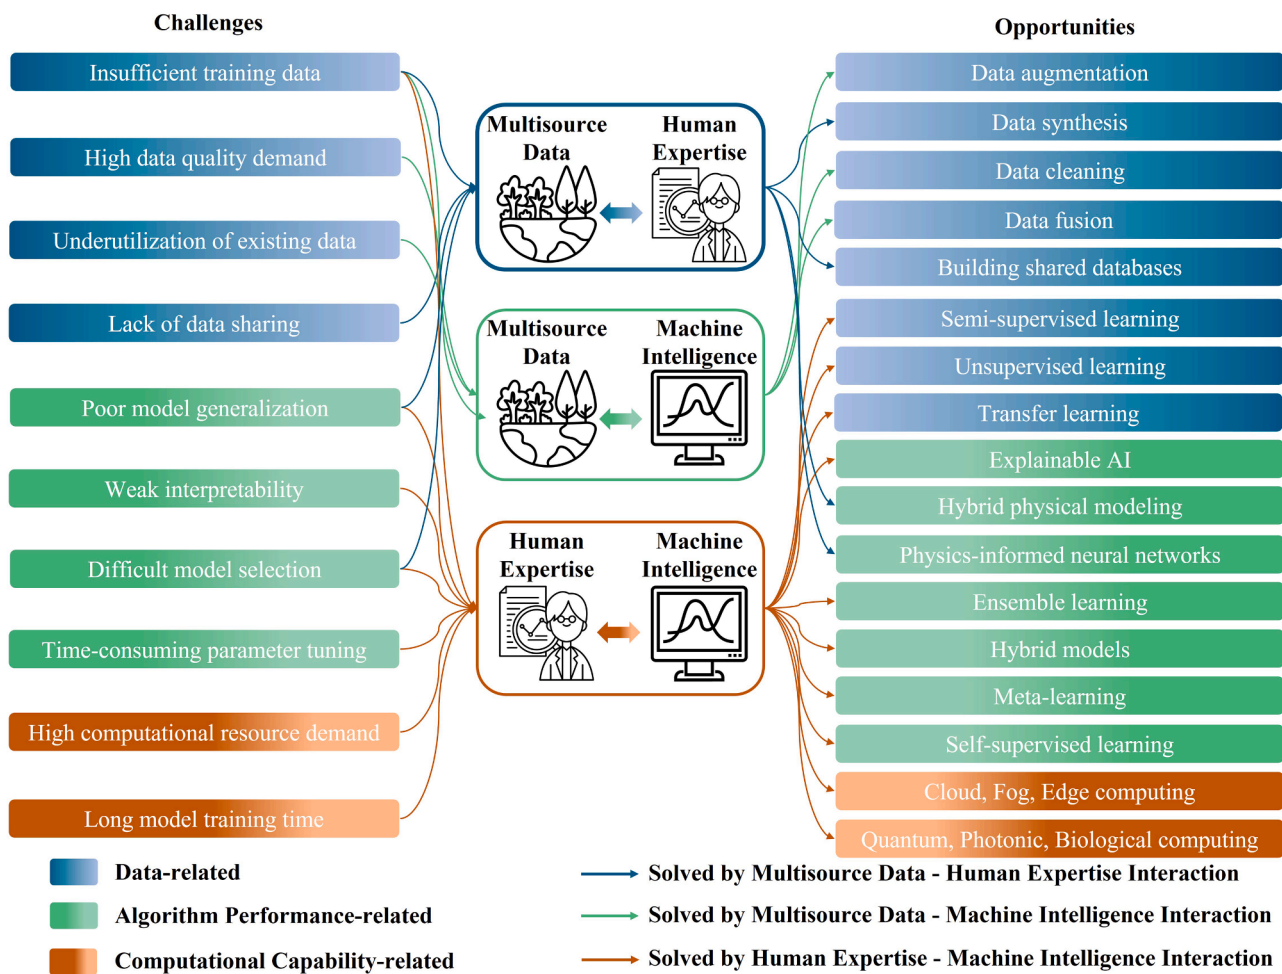 Challenges
Insufficient training data
High data quality demand
Underutilization of existing data
Lack of data sharing
Poor model generalization
Weak interpretability
Difficult model selection
Time-consuming parameter tuning
High computational resource demand
Long model training time
Multisource
Data
Human
Expertise
Multisource
Data
Machine
Intelligence
Human
Expertise
Machine
Intelligence
Opportunities
Data augmentation
Data synthesis
Data cleaning
Data fusion
Building shared databases
Semi-supervised learning
Unsupervised learning
Transfer learning
Explainable AI
Hybrid physical modeling
Physics-informed neural networks
Ensemble learning
Hybrid models
Meta-learning
Self-supervised learning
Cloud, Fog, Edge computing
Quantum, Photonic, Biological computing
Data-related
Algorithm Performance-related
Computational Capability-related
Solved by Multisource Data - Human Expertise Interaction
Solved by Multisource Data - Machine Intelligence Interaction
Solved by Human Expertise - Machine Intelligence Interaction